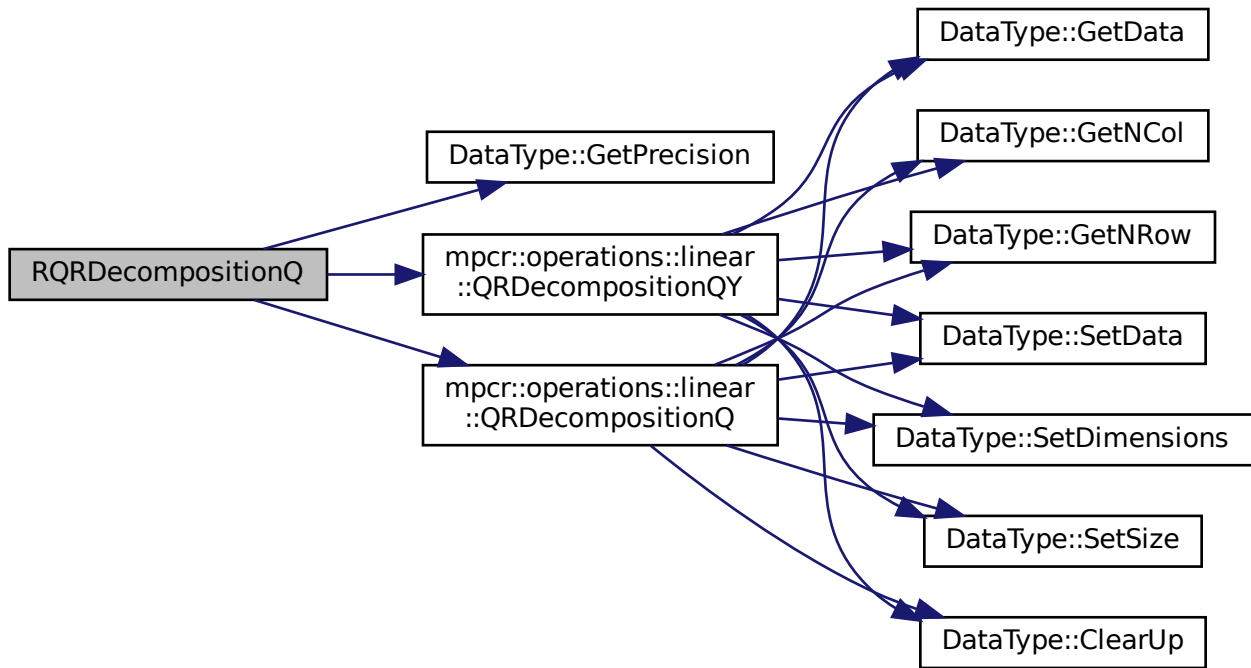 RQRDecompositionQ
DataType::GetPrecision
mpcr::operations::linear
::QRDecompositionQY
mpcr::operations::linear
::QRDecompositionQ
DataType::GetData
DataType::GetNCol
DataType::GetNRow
DataType::SetData
DataType::SetDimensions
DataType::SetSize
DataType::ClearUp